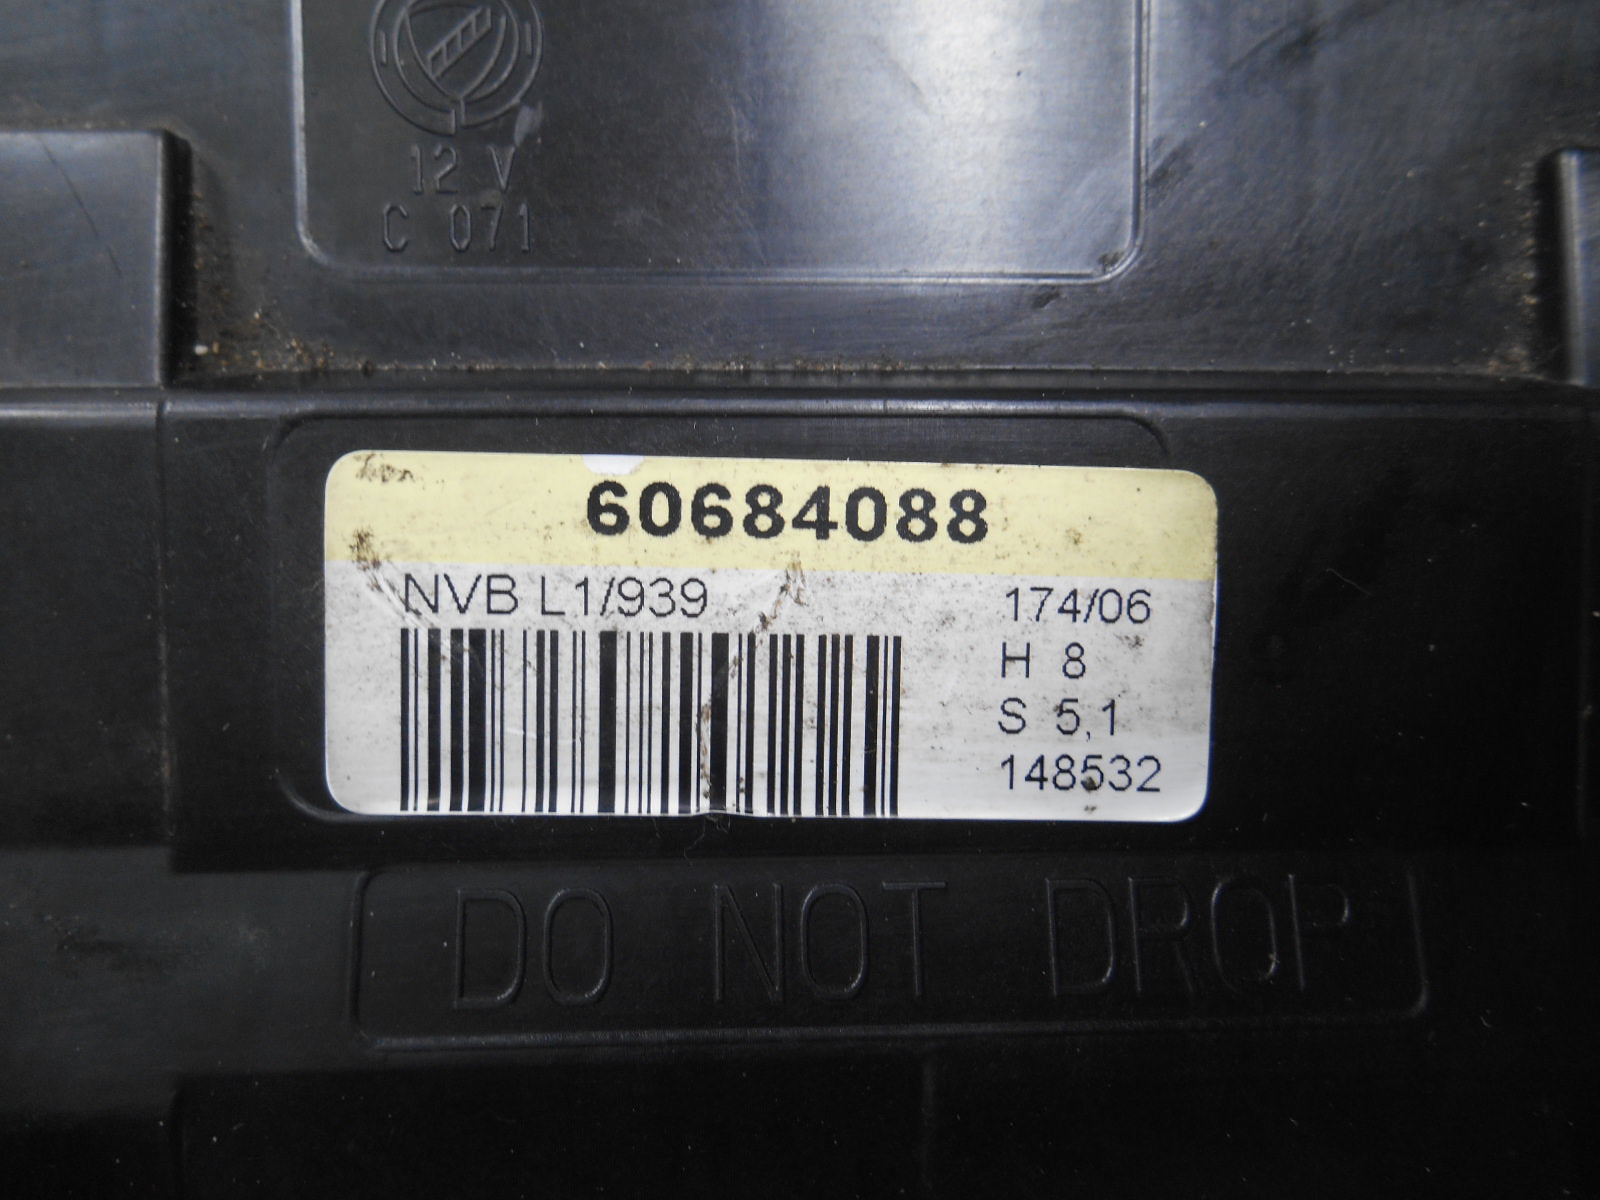 12 V
C 071
60684088
NVB L1/939
174/06
H 8
S 5,1
148532
DO NOT DROP